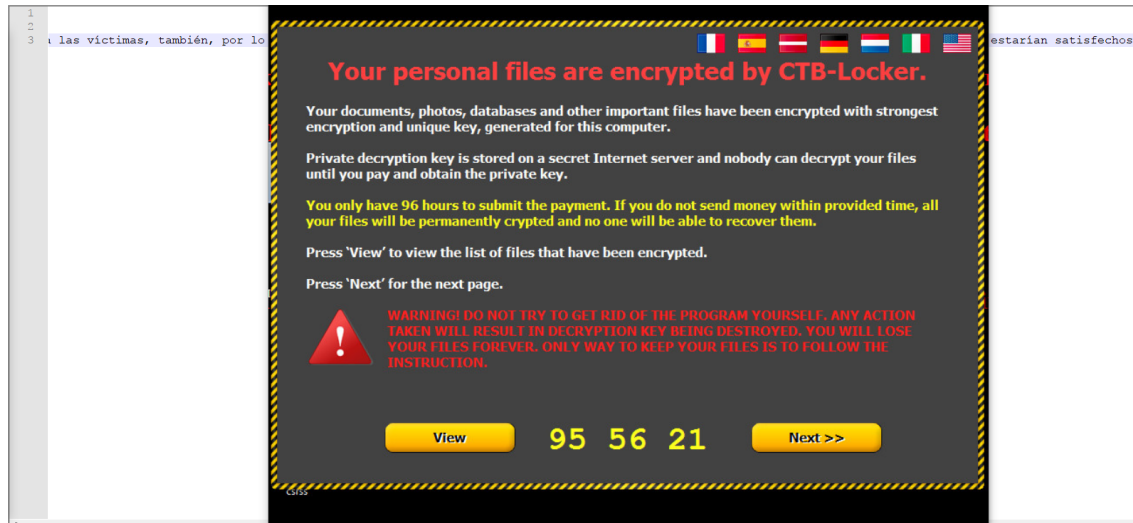 1
2
3 a las víctimas, también, por lo estarían satisfechos
Your personal files are encrypted by CTB-Locker.
Your documents, photos, databases and other important files have been encrypted with strongest
encryption and unique key, generated for this computer.
Private decryption key is stored on a secret Internet server and nobody can decrypt your files
until you pay and obtain the private key.
You only have 96 hours to submit the payment. If you do not send money within provided time, all
your files will be permanently crypted and no one will be able to recover them.
Press `View´ to view the list of files that have been encrypted.
Press `Next´ for the next page.
WARNING! DO NOT TRY TO GET RID OF THE PROGRAM YOURSELF. ANY ACTION
TAKEN WILL RESULT IN DECRYPTION KEY BEING DESTROYED. YOU WILL LOSE
YOUR FILES FOREVER. ONLY WAY TO KEEP YOUR FILES IS TO FOLLOW THE
INSTRUCTION.
View 95 56 21 Next >>